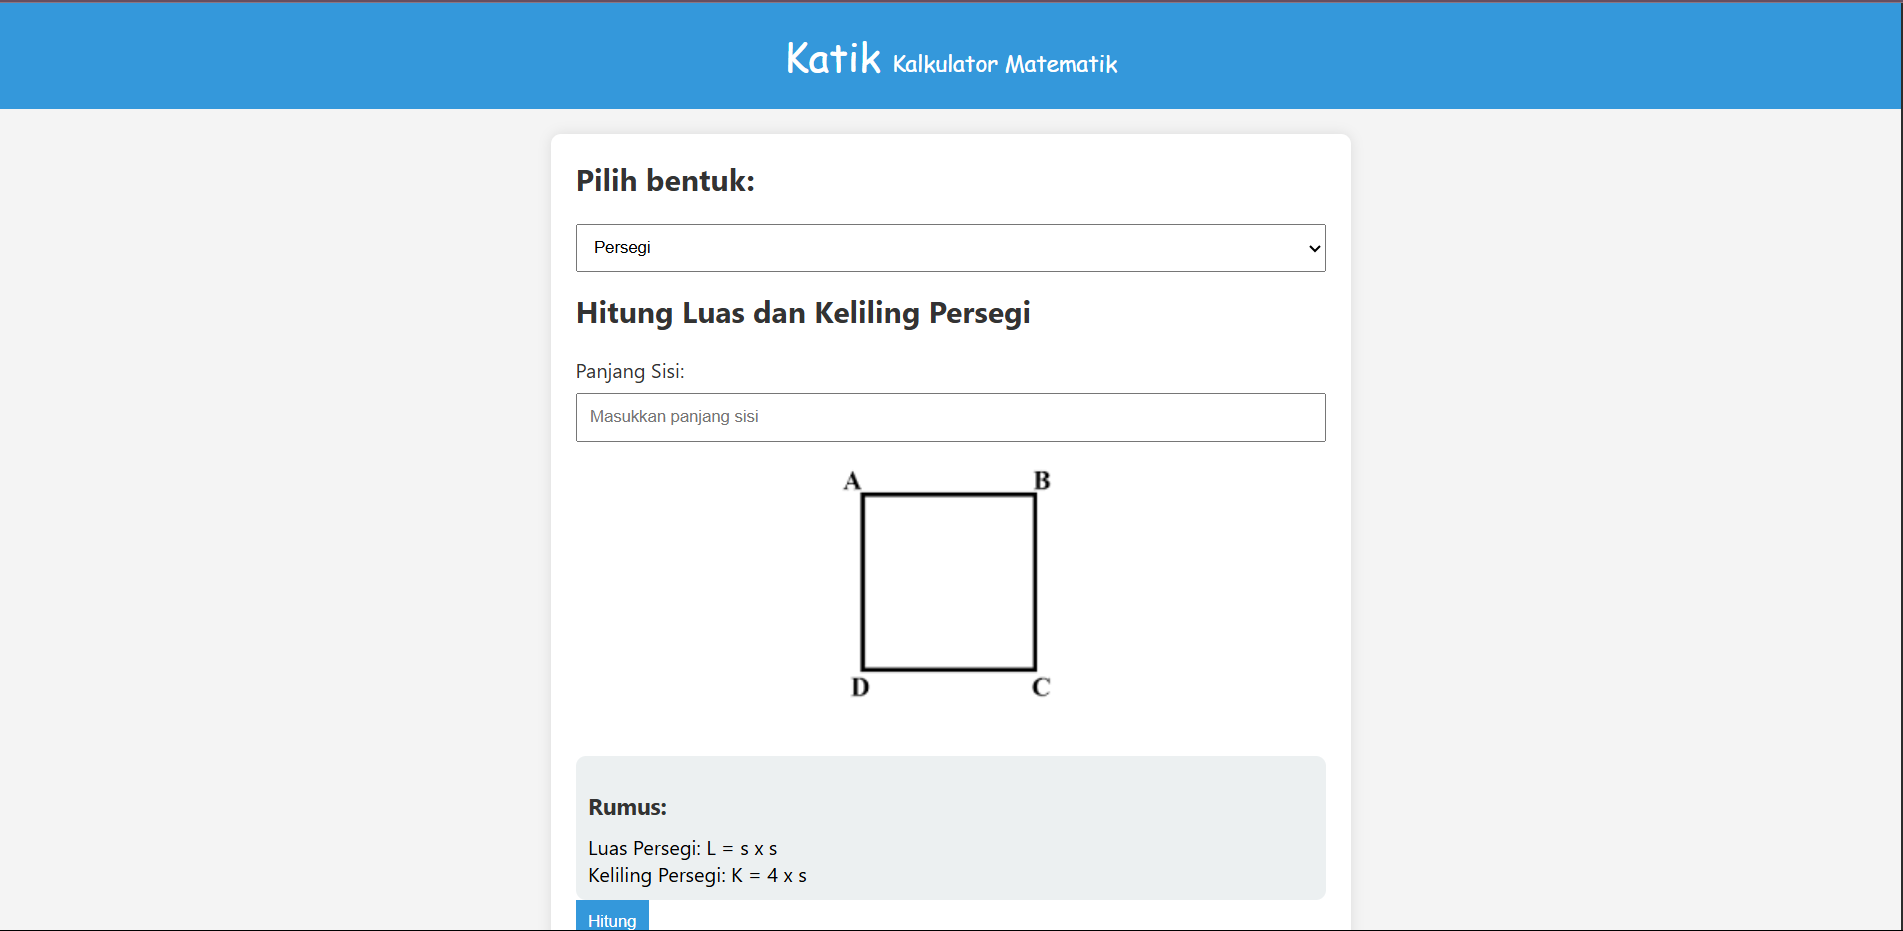 Katik Kalkulator Matematik
Pilih bentuk:
Persegi
Hitung Luas dan Keliling Persegi
Panjang Sisi:
Masukkan panjang sisi
A B
D C
Rumus:
Luas Persegi: L = s x s
Keliling Persegi: K = 4 x s
Hitung